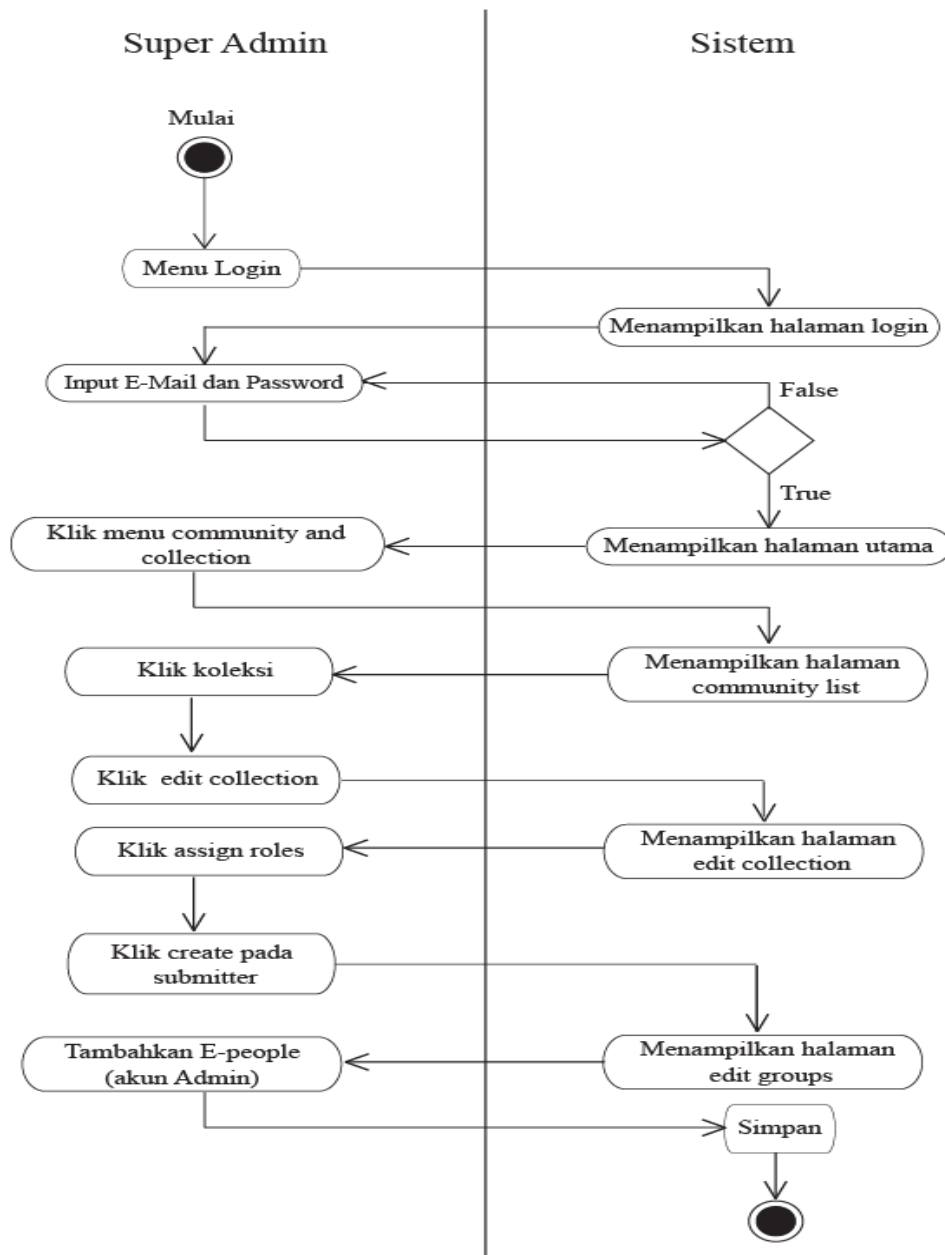 Super Admin
Sistem
Mulai
Menu Login
Menampilkan halaman login
Input E-Mail dan Password
False
True
Klik menu community and
collection
Menampilkan halaman utama
Klik koleksi
Menampilkan halaman
community list
Klik edit collection
Menampilkan halaman
edit collection
Klik assign roles
Klik create pada
submitter
Menampilkan halaman
edit groups
Tambahkan E-people
(akun Admin)
Simpan